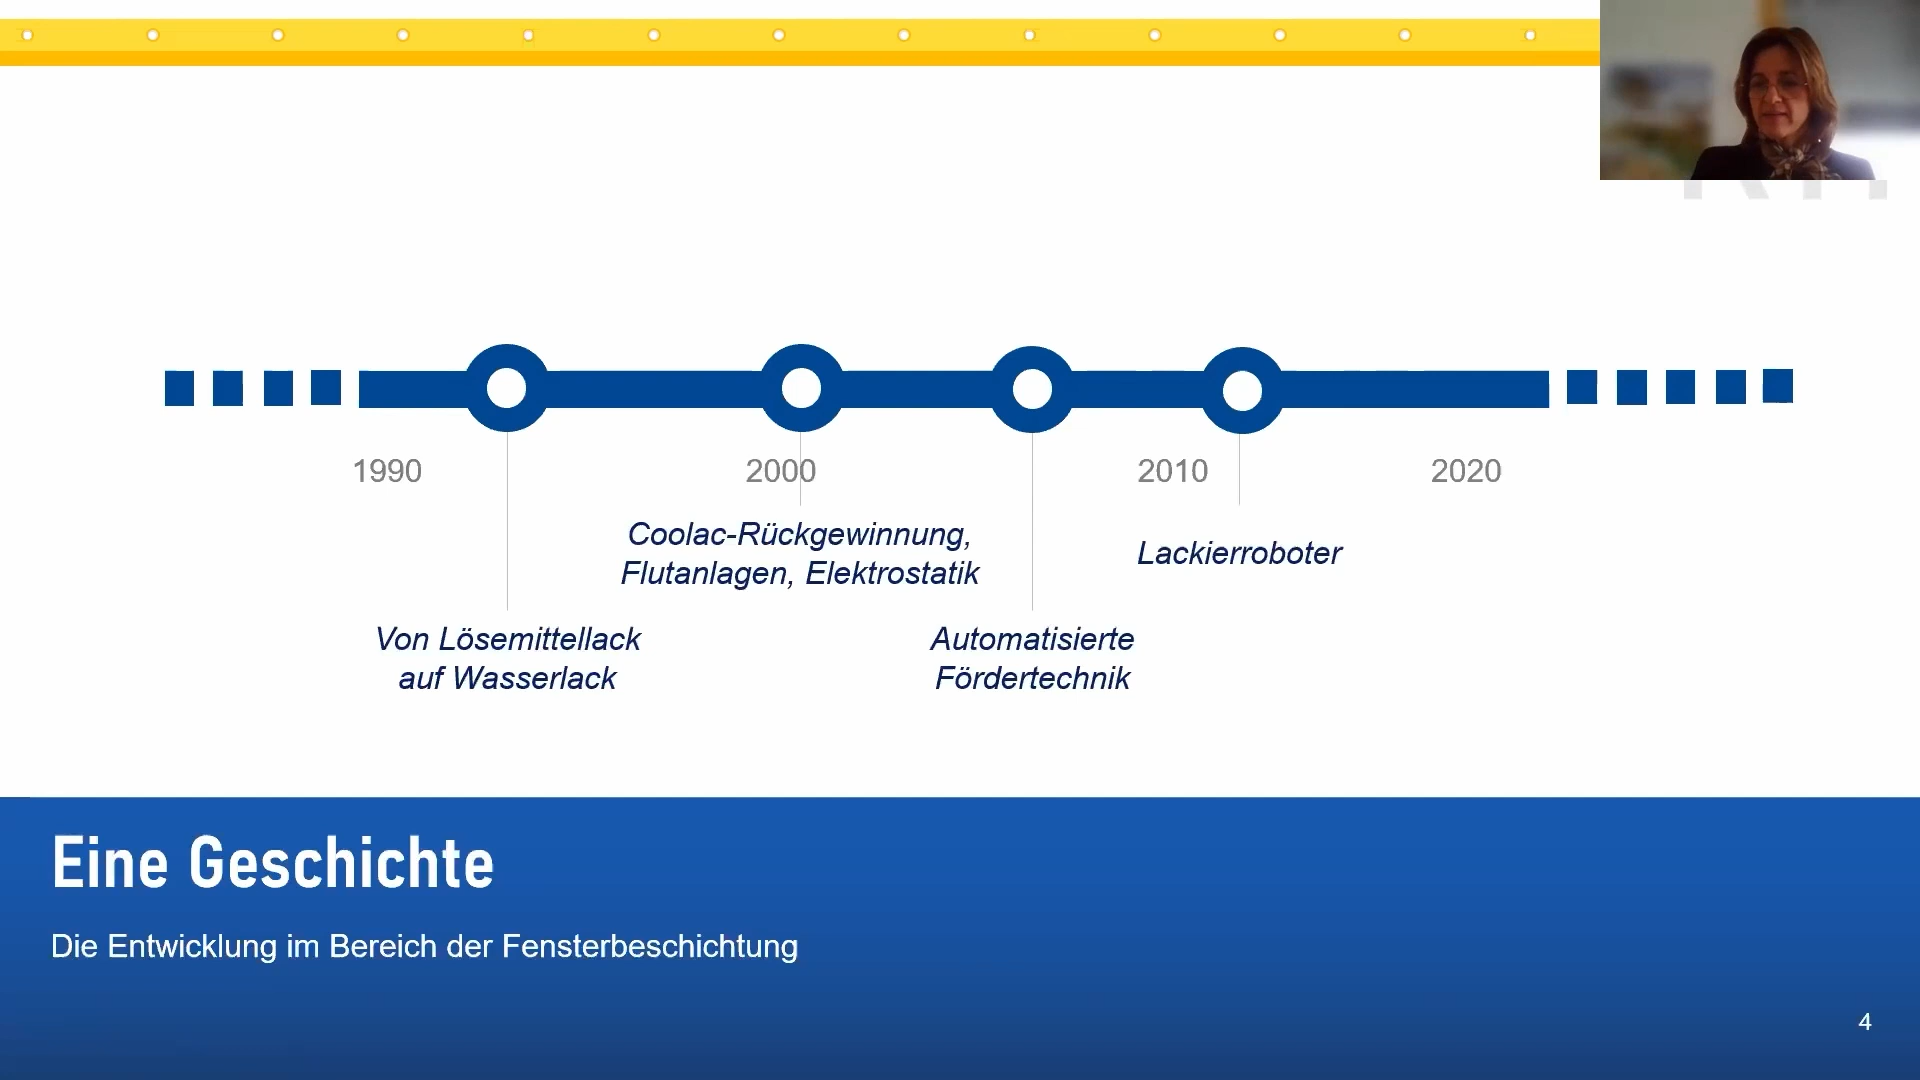 1990
2000
2010
2020
Coolac-Rückgewinnung,
Flutanlagen, Elektrostatik
Lackierroboter
Von Lösemittellack
auf Wasserlack
Automatisierte
Fördertechnik
Eine Geschichte
Die Entwicklung im Bereich der Fensterbeschichtung
4